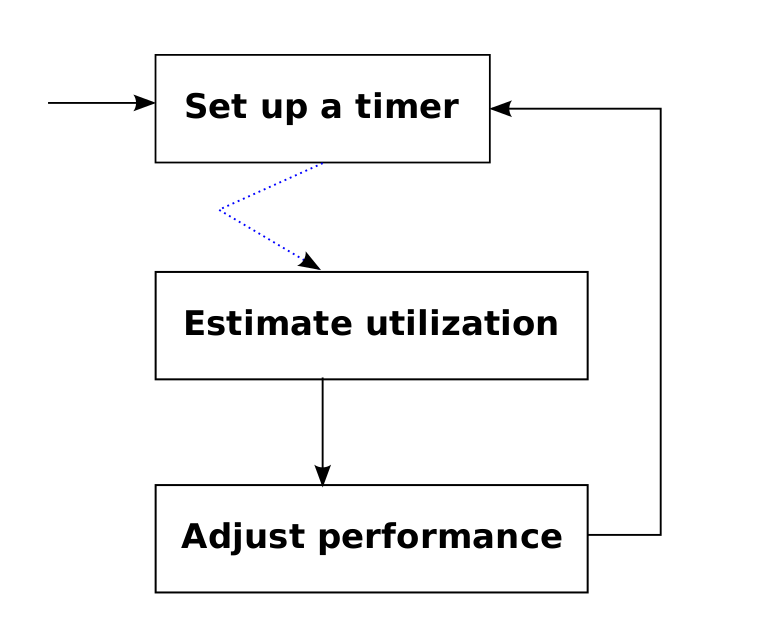 Set up a timer
Estimate utilization
Adjust performance